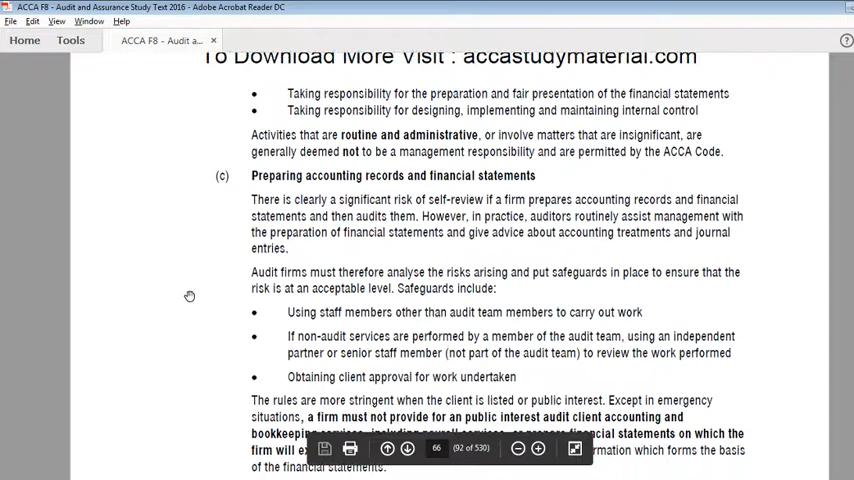 ACCA F8 - Audit and Assurance Study Text 2016 - Adobe Acrobat Reader DC
File Edit View Window Help
Home Tools ACCA F8 - Audit a... ×
To Download More Visit : accastudymaterial.com
• Taking responsibility for the preparation and fair presentation of the financial statements
• Taking responsibility for designing, implementing and maintaining internal control
Activities that are routine and administrative, or involve matters that are insignificant, are
generally deemed not to be a management responsibility and are permitted by the ACCA Code.
(c) Preparing accounting records and financial statements
There is clearly a significant risk of self-review if a firm prepares accounting records and financial
statements and then audits them. However, in practice, auditors routinely assist management with
the preparation of financial statements and give advice about accounting treatments and journal
entries.
Audit firms must therefore analyse the risks arising and put safeguards in place to ensure that the
risk is at an acceptable level. Safeguards include:
• Using staff members other than audit team members to carry out work
• If non-audit services are performed by a member of the audit team, using an independent
partner or senior staff member (not part of the audit team) to review the work performed
• Obtaining client approval for work undertaken
The rules are more stringent when the client is listed or public interest. Except in emergency
situations, a firm must not provide for an public interest audit client accounting and
bookkeeping services, including payroll services, or prepare financial statements on which the
firm will
66 (92 of 530)
rmation which forms the basis
of the financial statements.